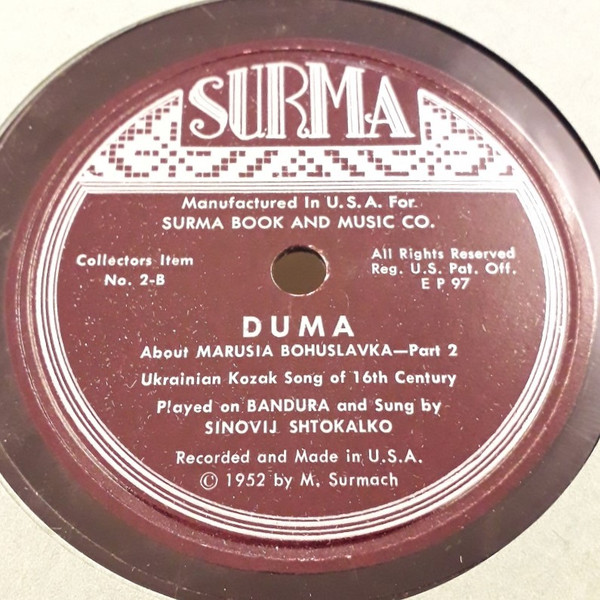 SURMA
Manufactured In U.S.A. For
SURMA BOOK AND MUSIC CO.
Collectors Item
No. 2-B
All Rights Reserved
Reg. U.S. Pat. Off.
E P 97
DUMA
About MARUSIA BOHUSLAVKA—Part 2
Ukrainian Kozak Song of 16th Century
Played on BANDURA and Sung by
SINOVIJ SHTOKALKO
Recorded and Made in U.S.A.
© 1952 by M. Surmach